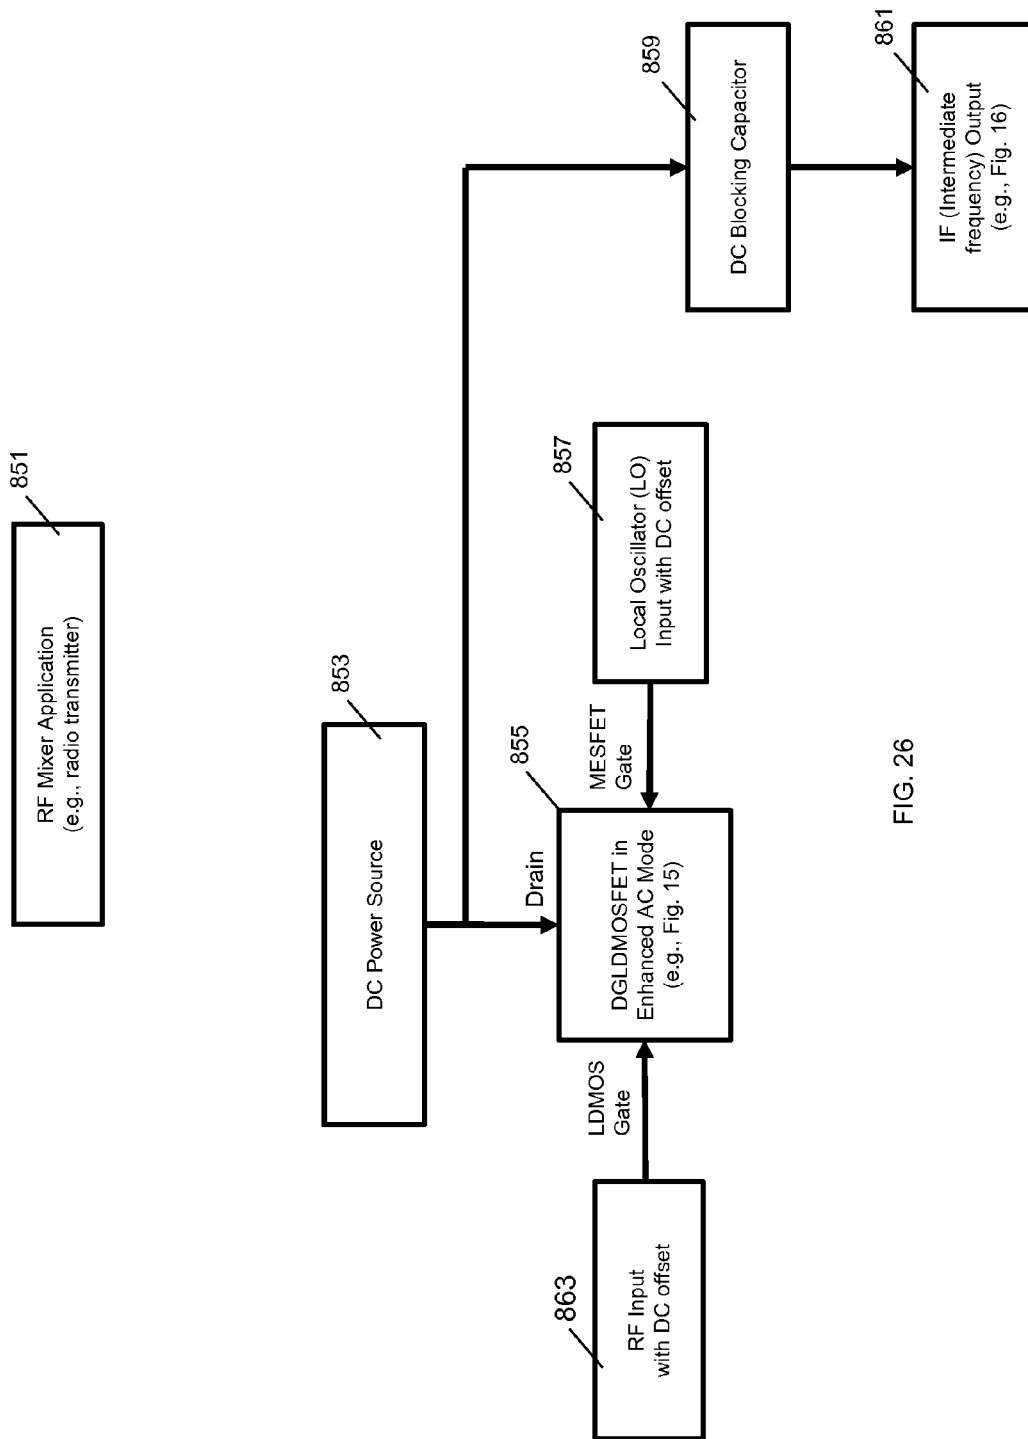 851
RF Mixer Application
(e.g., radio transmitter)
853
DC Power Source
Drain
855
DGLDMOSFET in
Enhanced AC Mode
(e.g., Fig. 15)
863
RF Input
with DC offset
LDMOS
Gate
MESFET
Gate
857
Local Oscillator (LO)
Input with DC offset
859
DC Blocking Capacitor
861
IF (Intermediate
frequency) Output
(e.g., Fig. 16)
FIG. 26